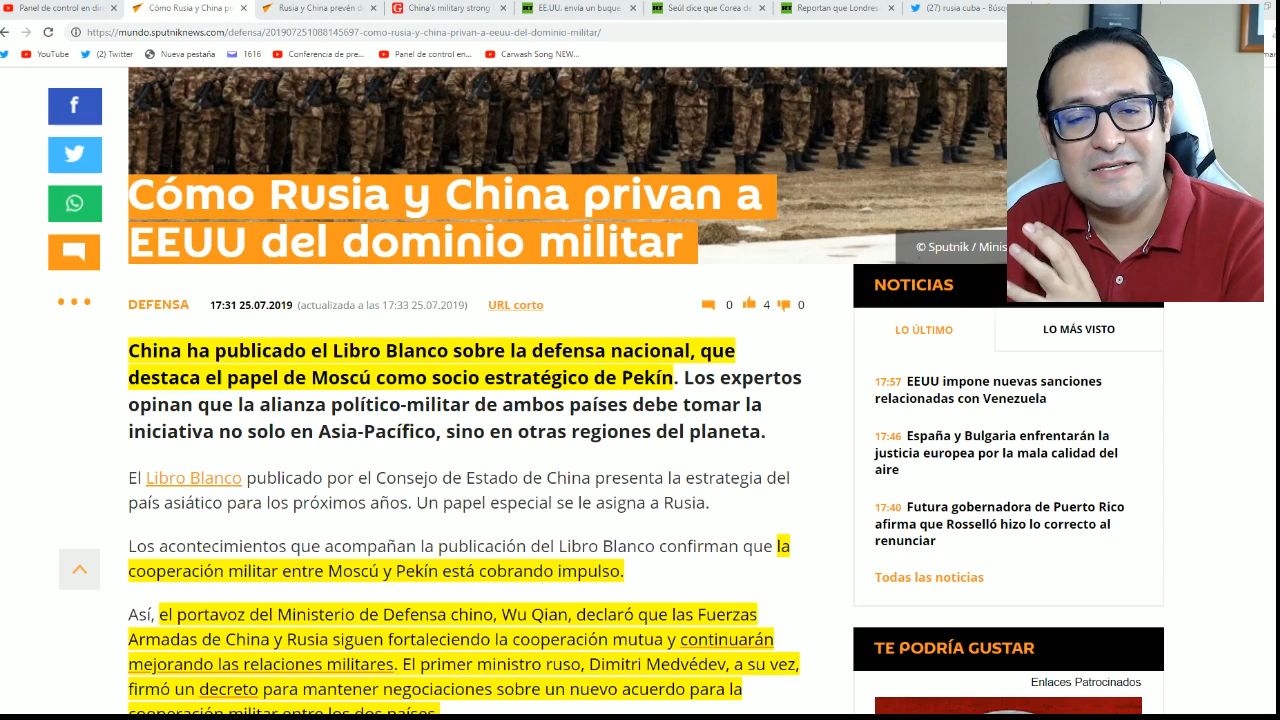 Panel de control en dir
Cómo Rusia y China pr
Rusia y China prevén d
China's military strong
EE.UU. envía un buque
Seúl dice que Corea de
Reportan que Londres
(27) rusia cuba - Búsq
https://mundo.sputniknews.com/defensa/201907251088145697-como-rusia-y-china-privan-a-eeuu-del-dominio-militar/
YouTube
(2) Twitter
Nueva pestaña
1616
Conferencia de pre...
Panel de control en...
Carwash Song NEW...
Cómo Rusia y China privan a
EEUU del dominio militar
© Sputnik / Minis
DEFENSA 17:31 25.07.2019 (actualizada a las 17:33 25.07.2019) URL corto
0 4 0
China ha publicado el Libro Blanco sobre la defensa nacional, que
destaca el papel de Moscú como socio estratégico de Pekín. Los expertos
opinan que la alianza político-militar de ambos países debe tomar la
iniciativa no solo en Asia-Pacífico, sino en otras regiones del planeta.
El Libro Blanco publicado por el Consejo de Estado de China presenta la estrategia del
país asiático para los próximos años. Un papel especial se le asigna a Rusia.
Los acontecimientos que acompañan la publicación del Libro Blanco confirman que la
cooperación militar entre Moscú y Pekín está cobrando impulso.
Así, el portavoz del Ministerio de Defensa chino, Wu Qian, declaró que las Fuerzas
Armadas de China y Rusia siguen fortaleciendo la cooperación mutua y continuarán
mejorando las relaciones militares. El primer ministro ruso, Dimitri Medvédev, a su vez,
firmó un decreto para mantener negociaciones sobre un nuevo acuerdo para la
cooperación militar entre los dos países.
NOTICIAS
LO ÚLTIMO
LO MÁS VISTO
17:57 EEUU impone nuevas sanciones
relacionadas con Venezuela
17:46 España y Bulgaria enfrentarán la
justicia europea por la mala calidad del
aire
17:40 Futura gobernadora de Puerto Rico
afirma que Rosselló hizo lo correcto al
renunciar
Todas las noticias
TE PODRÍA GUSTAR
Enlaces Patrocinados